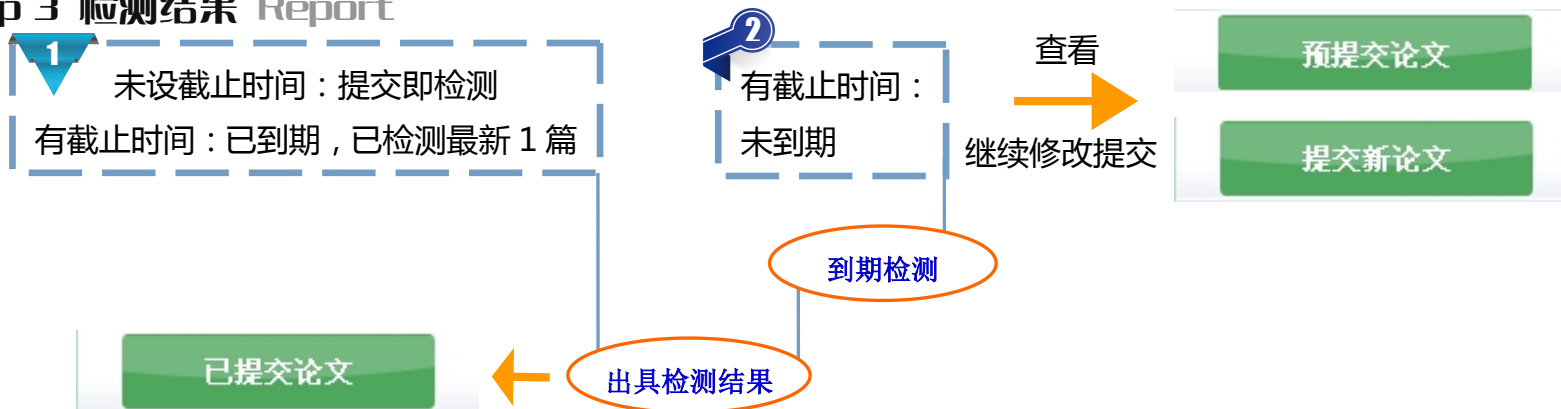 p 3 检测结果 Report
1
未设截止时间：提交即检测
有截止时间：已到期，已检测最新1篇
2
有截止时间：
未到期
查看
继续修改提交
预提交论文
提交新论文
到期检测
出具检测结果
已提交论文